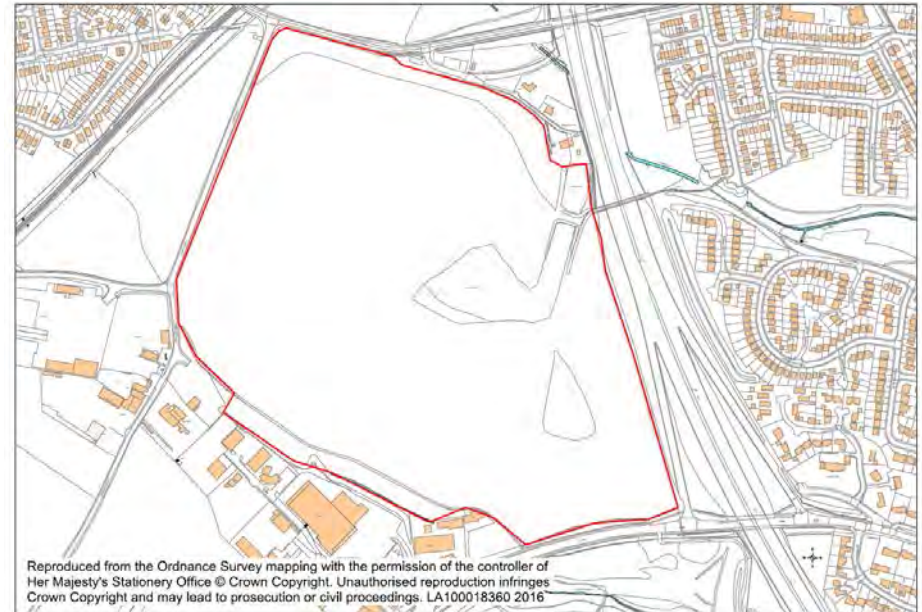 Reproduced from the Ordnance Survey mapping with the permission of the controller of
Her Majesty's Stationery Office © Crown Copyright. Unauthorised reproduction infringes
Crown Copyright and may lead to prosecution or civil proceedings. LA100018360 2016